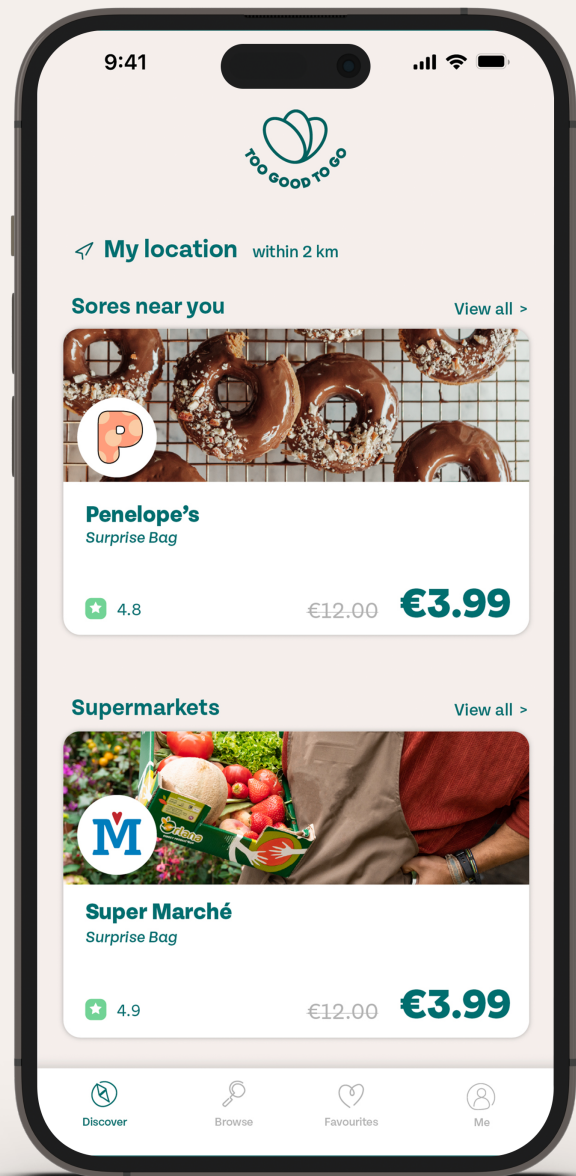 9:41
TOO GOOD TO GO
My location within 2 km
Sores near you View all >
P
Penelope's
Surprise Bag
4.8 €12.00 €3.99
Supermarkets View all >
Oriana
M
Super Marché
Surprise Bag
4.9 €12.00 €3.99
Discover Browse Favourites Me